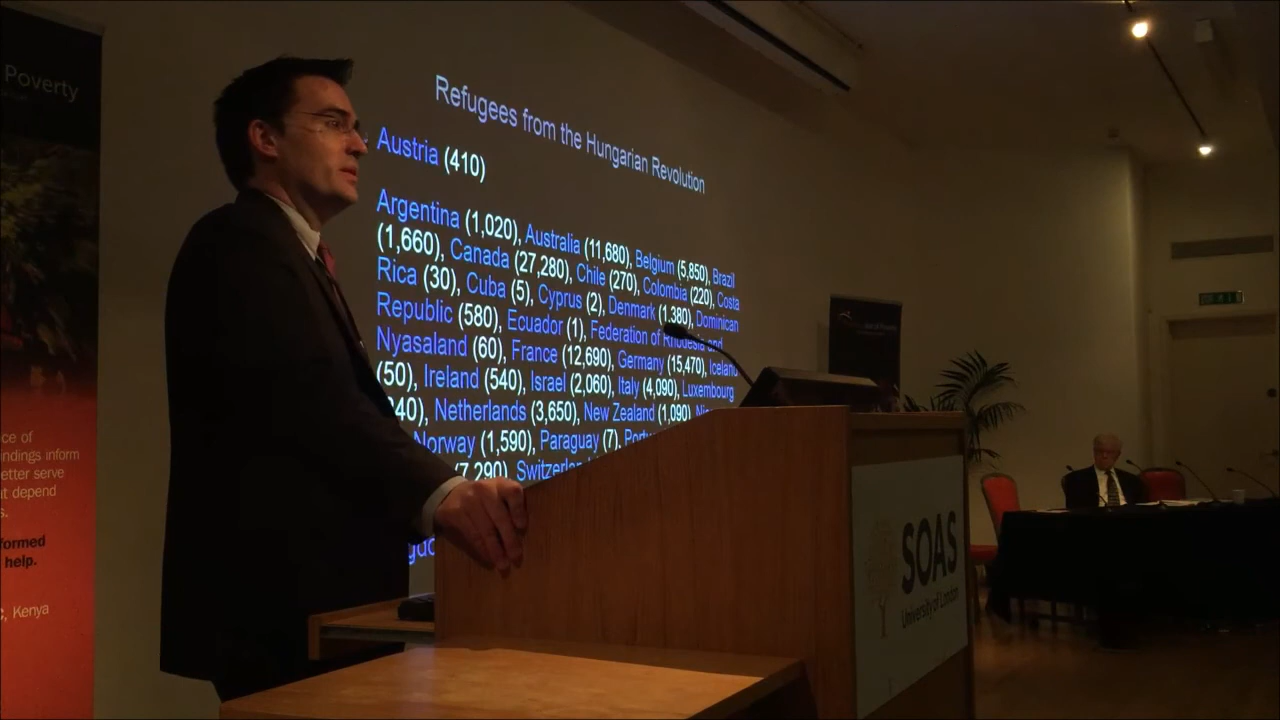 Poverty
Refugees from the Hungarian Revolution
Austria (410)
Argentina (1,020), Australia (11,680), Belgium (5,850), Brazil
(1,660), Canada (27,280), Chile (270), Colombia (220), Costa
Rica (30), Cuba (5), Cyprus (2), Denmark (1,380), Dominican
Republic (580), Ecuador (1), Federation of Rhodesia and
Nyasaland (60), France (12,690), Germany (15,470), Iceland
(50), Ireland (540), Israel (2,060), Italy (4,090), Luxembourg
40), Netherlands (3,650), New Zealand (1,090),
Norway (1,590), Paraguay (7),
(7,290),
ce of
indings inform
etter serve
at depend
s.
formed
help.
, Kenya
SOAS
University of London